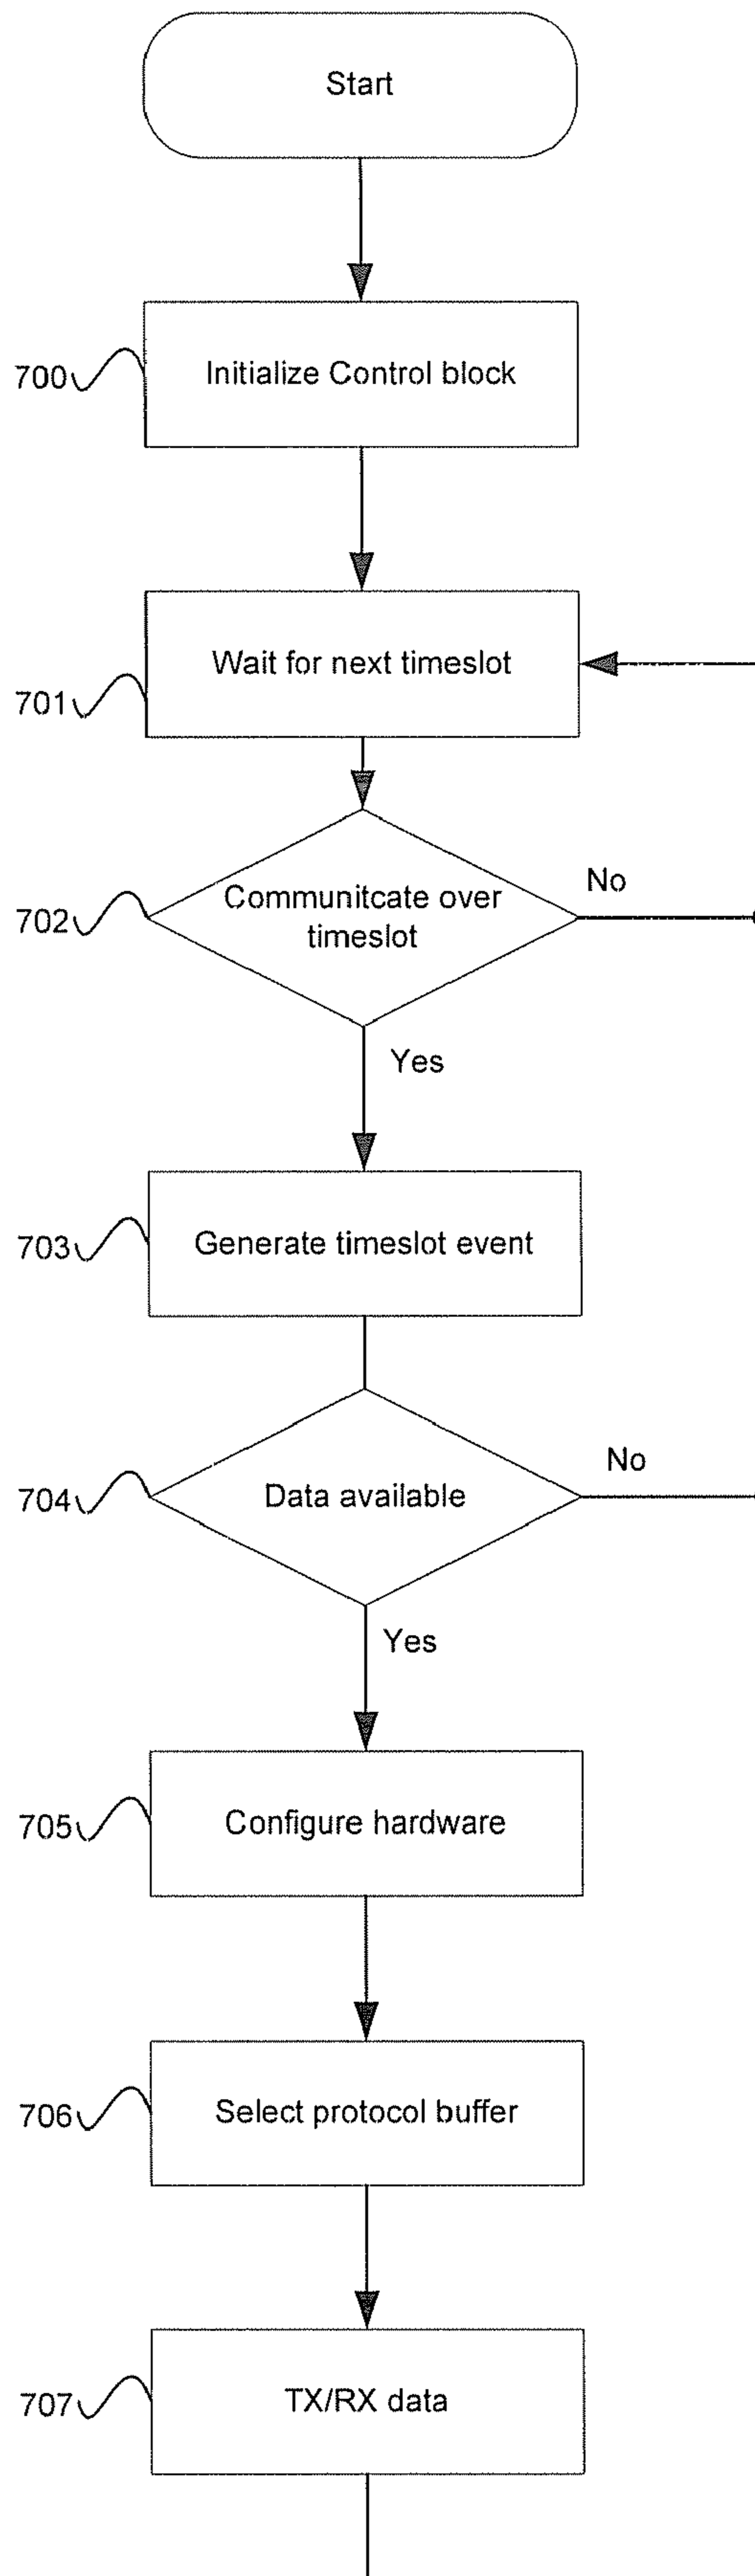 Start
700
Initialize Control block
701
Wait for next timeslot
702
Communitcate over
timeslot
No
Yes
703
Generate timeslot event
704
Data available
No
Yes
705
Configure hardware
706
Select protocol buffer
707
TX/RX data